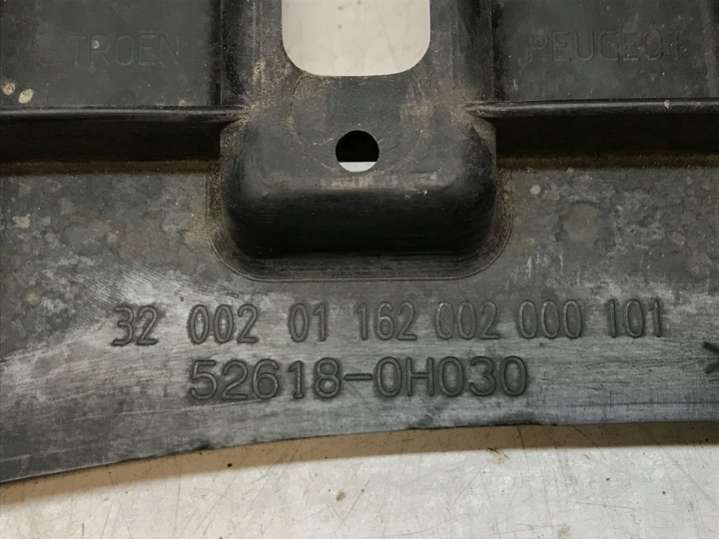 TROEN PEUGEOT
32 002 01 162 002 000 101
52618-0H030